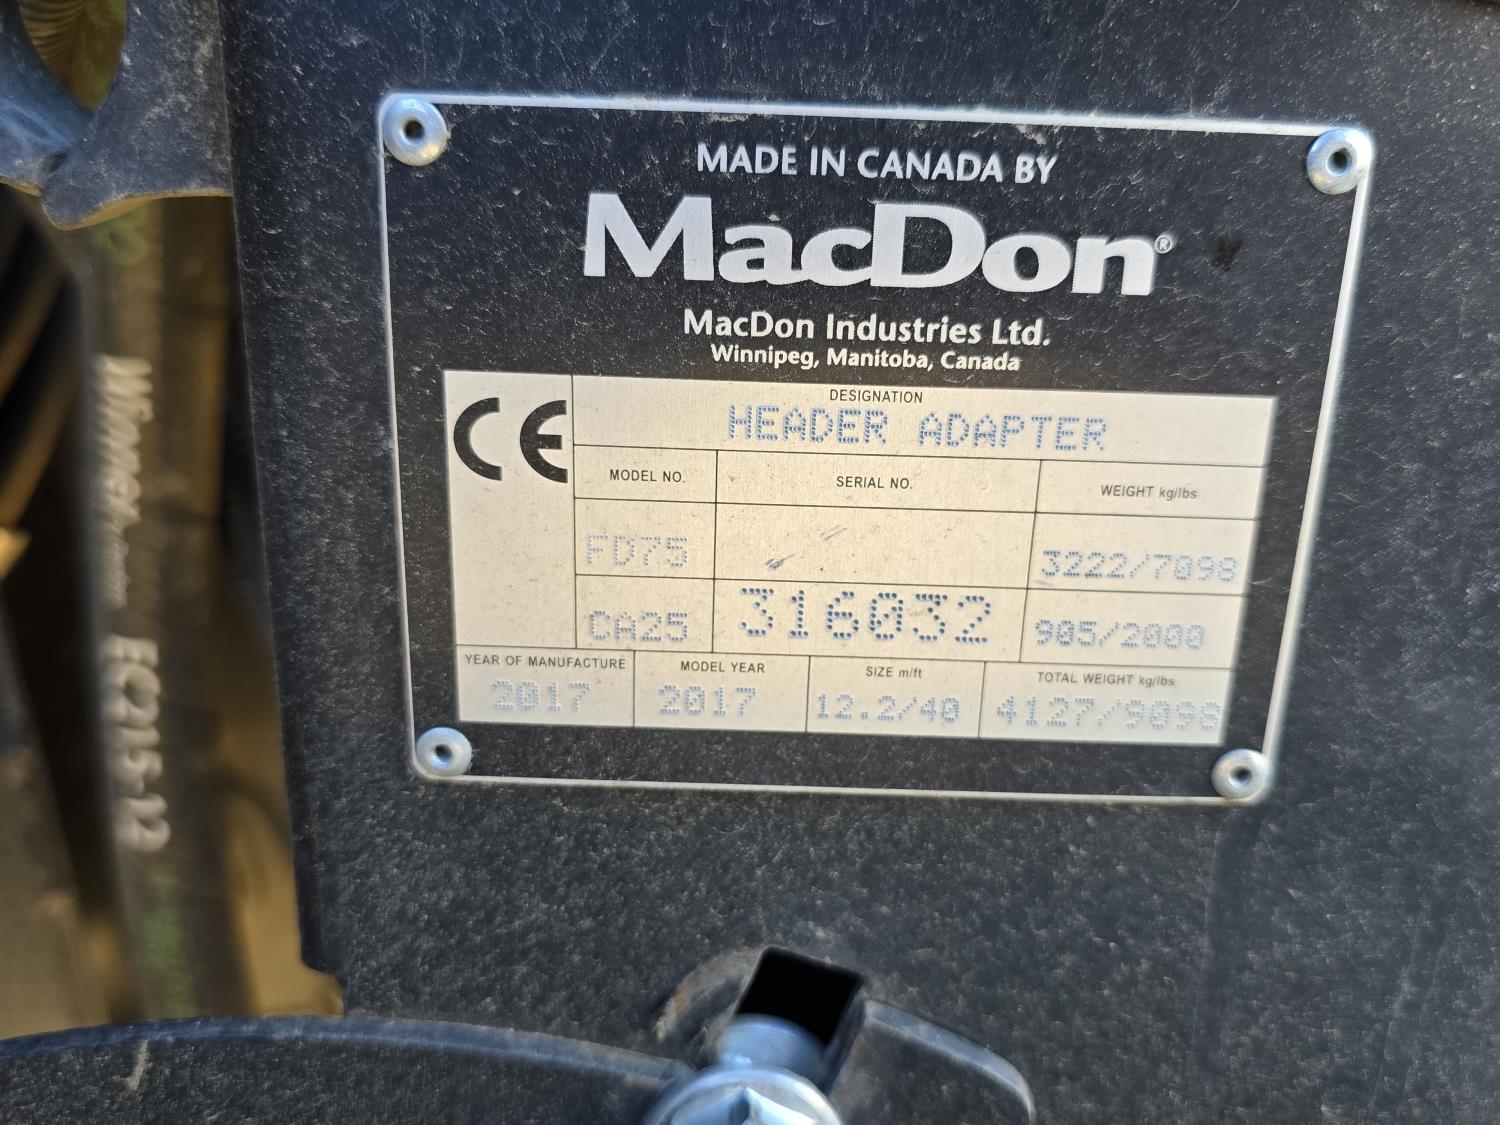 MADE IN CANADA BY
MacDon®
MacDon Industries Ltd.
Winnipeg, Manitoba, Canada
CE
DESIGNATION
HEADER ADAPTER
MODEL NO. SERIAL NO. WEIGHT kg/lbs
FD75 3222/7098
CA25 316032 905/2000
YEAR OF MANUFACTURE MODEL YEAR SIZE m/ft TOTAL WEIGHT kg/lbs
2017 2017 12.2/40 4127/9098
EC215-12